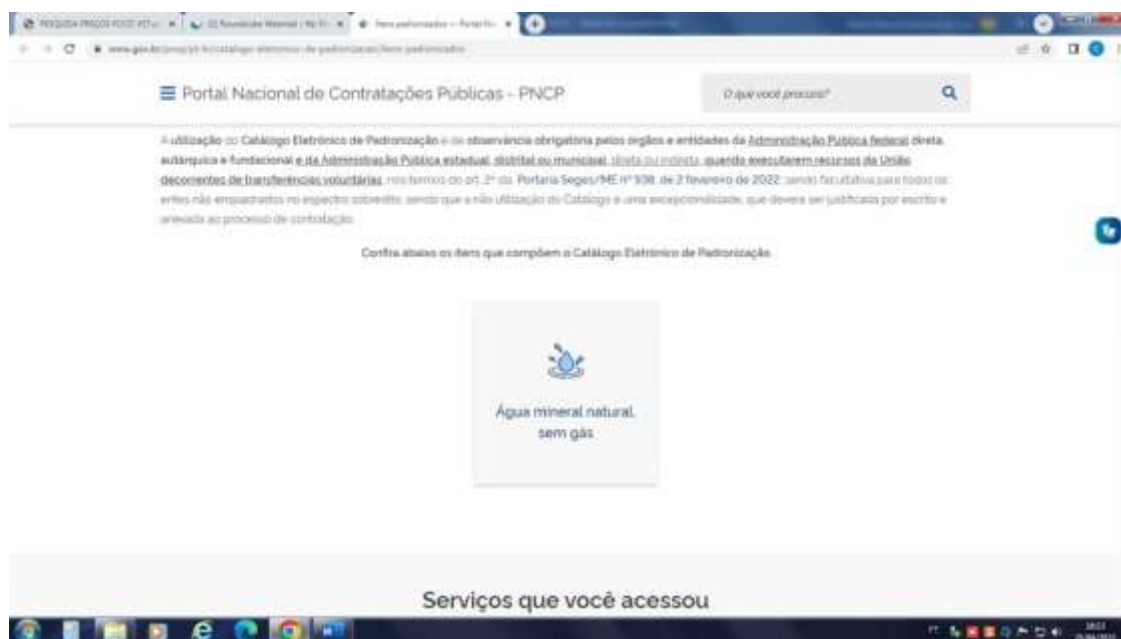 Portal Nacional de Contratações Públicas - PNCP
O que você procura?
A utilização do Catálogo Eletrônico de Padronização é de observância obrigatória pelos órgãos e entidades da Administração Pública federal direta,
autárquica e fundacional e da Administração Pública estadual, distrital ou municipal, direta ou indireta, quando executarem recursos da União
decorrentes de transferências voluntárias, nos termos do art. 2º da Portaria Seges/ME nº 938, de 2 fevereiro de 2022, sendo facultativa para todos os
entes não enquadrados no espectro sobredito, sendo que a não utilização do Catálogo é uma excepcionalidade, que deverá ser justificada por escrito e
anexada ao processo de contratação.
Confira abaixo os itens que compõem o Catálogo Eletrônico de Padronização
Água mineral natural,
sem gás
Serviços que você acessou
PT